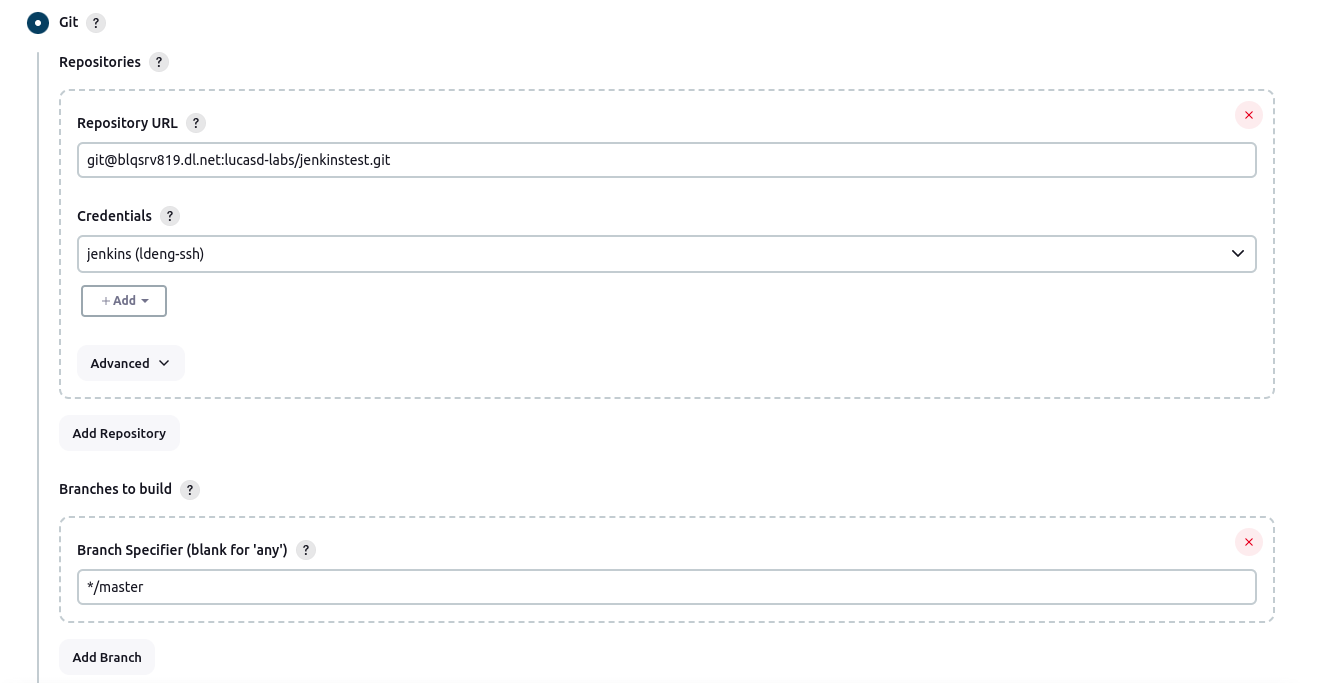 Git ?
Repositories ?
Repository URL ?
git@blqsrv819.dl.net:lucasd-labs/jenkinstest.git
Credentials ?
jenkins (ldeng-ssh)
+ Add
Advanced
Add Repository
Branches to build ?
Branch Specifier (blank for 'any') ?
*/master
Add Branch